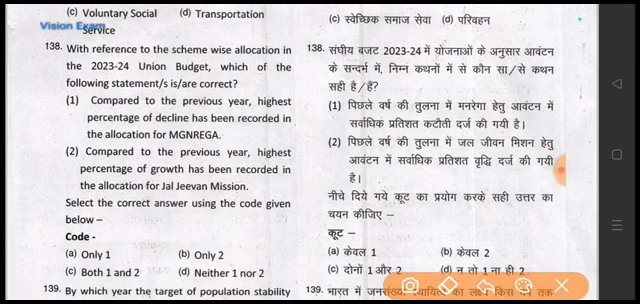 (c) Voluntary Social (d) Transportation
Service
Vision Exam
138. With reference to the scheme wise allocation in
the 2023-24 Union Budget, which of the
following statement/s is/are correct?
(1) Compared to the previous year, highest
percentage of decline has been recorded in
the allocation for MGNREGA.
(2) Compared to the previous year, highest
percentage of growth has been recorded in
the allocation for Jal Jeevan Mission.
Select the correct answer using the code given
below –
Code -
(a) Only 1 (b) Only 2
(c) Both 1 and 2 (d) Neither 1 nor 2
139. By which year the target of population stability
(c) स्वेच्छिक समाज सेवा (d) परिवहन
138. संघीय बजट 2023-24 में योजनाओं के अनुसार आवंटन
के सन्दर्भ में, निम्न कथनों में से कौन सा/से कथन
सही है/हैं?
(1) पिछले वर्ष की तुलना में मनरेगा हेतु आवंटन में
सर्वाधिक प्रतिशत कटौती दर्ज की गयी है।
(2) पिछले वर्ष की तुलना में जल जीवन मिशन हेतु
आवंटन में सर्वाधिक प्रतिशत वृद्धि दर्ज की गयी
है।
नीचे दिये गये कूट का प्रयोग करके सही उत्तर का
चयन कीजिए –
कूट –
(a) केवल 1 (b) केवल 2
(c) दोनों 1 और 2 (d) न तो 1 ना ही 2
139. भारत में जनसंख्या का किस तक